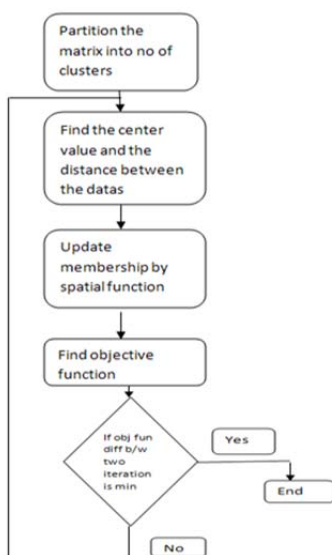 Partition the
matrix into no of
clusters
Find the center
value and the
distance between
the datas
Update
membership by
spatial function
Find objective
function
If obj fun
diff b/w
two
iteration
is min
Yes
End
No